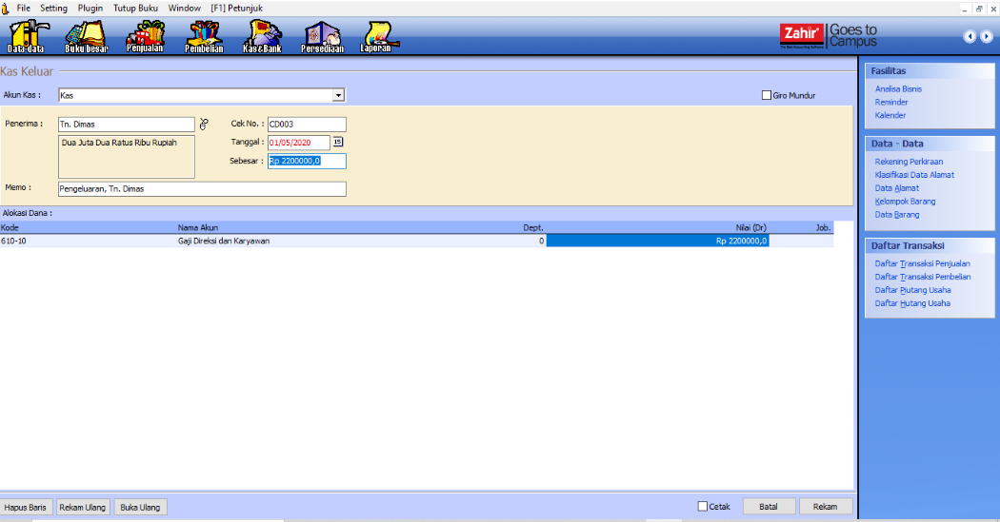 File Setting Plugin Tutup Buku Window [F1] Petunjuk
Data-data Buku besar Penjualan Pembelian Kas&Bank Persediaan Laporan
Zahir Goes to Campus
Kas Keluar
Akun Kas : Kas
Giro Mundur
Penerima : Tn. Dimas
Cek No. : CD003
Dua Juta Dua Ratus Ribu Rupiah
Tanggal : 01/05/2020 15
Sebesar : Rp 2200000,0
Memo : Pengeluaran, Tn. Dimas
Alokasi Dana :
Kode Nama Akun Dept. Nilai (Dr) Job.
610-10 Gaji Direksi dan Karyawan 0 Rp 2200000,0
Hapus Baris Rekam Ulang Buka Ulang Cetak Batal Rekam
Fasilitas
Analisa Bisnis
Reminder
Kalender
Data - Data
Rekening Perkiraan
Klasifikasi Data Alamat
Data Alamat
Kelompok Barang
Data Barang
Daftar Transaksi
Daftar Transaksi Penjualan
Daftar Transaksi Pembelian
Daftar Piutang Usaha
Daftar Hutang Usaha